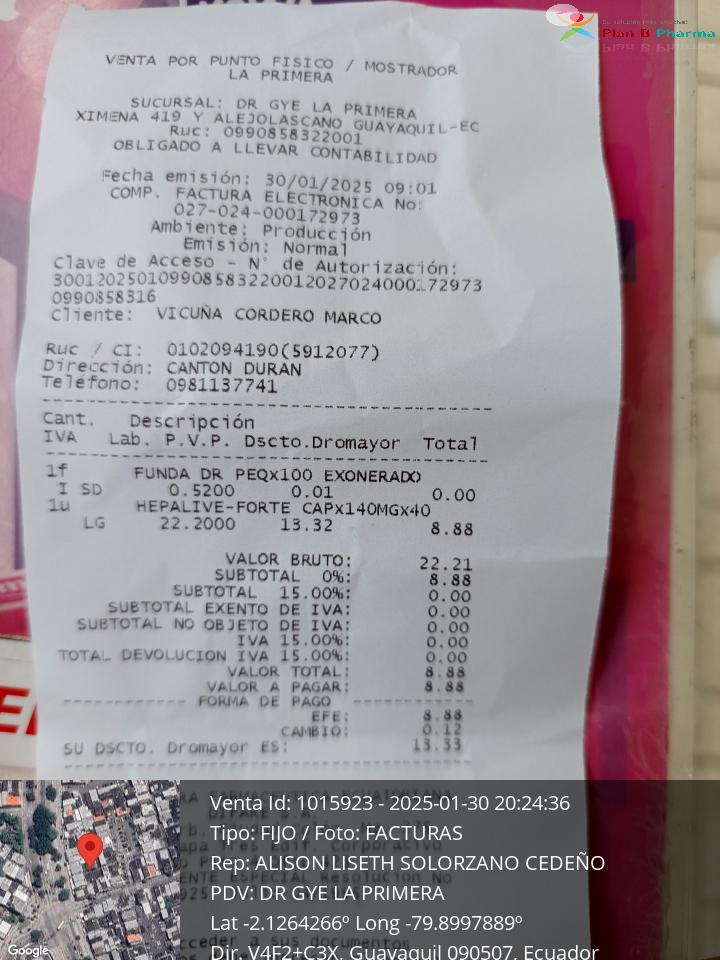 Plan B Pharma
VENTA POR PUNTO FISICO / MOSTRADOR
LA PRIMERA
SUCURSAL: DR GYE LA PRIMERA
XIMENA 419 Y ALEJOLASCANO GUAYAQUIL-EC
Ruc: 0990858322001
OBLIGADO A LLEVAR CONTABILIDAD
Fecha emisión: 30/01/2025 09:01
COMP. FACTURA ELECTRONICA No:
027-024-000172973
Ambiente: Producción
Emisión: Normal
Clave de Acceso - N° de Autorización:
300120250109908583220012027024000172973
0990858316
Cliente: VICUÑA CORDERO MARCO
Ruc / CI: 0102094190(5912077)
Dirección: CANTON DURAN
Teléfono: 0981137741
Cant. Descripción
IVA Lab. P.V.P. Dscto.Dromayor Total
1f FUNDA DR PEQx100 EXONERADO
I SD 0.5200 0.01 0.00
1u HEPALIVE-FORTE CAPx140MGx40
LG 22.2000 13.32 8.88
VALOR BRUTO: 22.21
SUBTOTAL 0%: 8.88
SUBTOTAL 15.00%: 0.00
SUBTOTAL EXENTO DE IVA: 0.00
SUBTOTAL NO OBJETO DE IVA: 0.00
IVA 15.00%: 0.00
TOTAL DEVOLUCION IVA 15.00%: 0.00
VALOR TOTAL: 8.88
VALOR A PAGAR: 8.88
------------ FORMA DE PAGO ------------
EFE: 8.88
CAMBIO: 0.12
SU DSCTO. Dromayor ES: 13.33
Venta Id: 1015923 - 2025-01-30 20:24:36
Tipo: FIJO / Foto: FACTURAS
Rep: ALISON LISETH SOLORZANO CEDEÑO
PDV: DR GYE LA PRIMERA
Lat -2.1264266º Long -79.8997889º
Dir. V4F2+C3X, Guayaquil 090507, Ecuador
Google